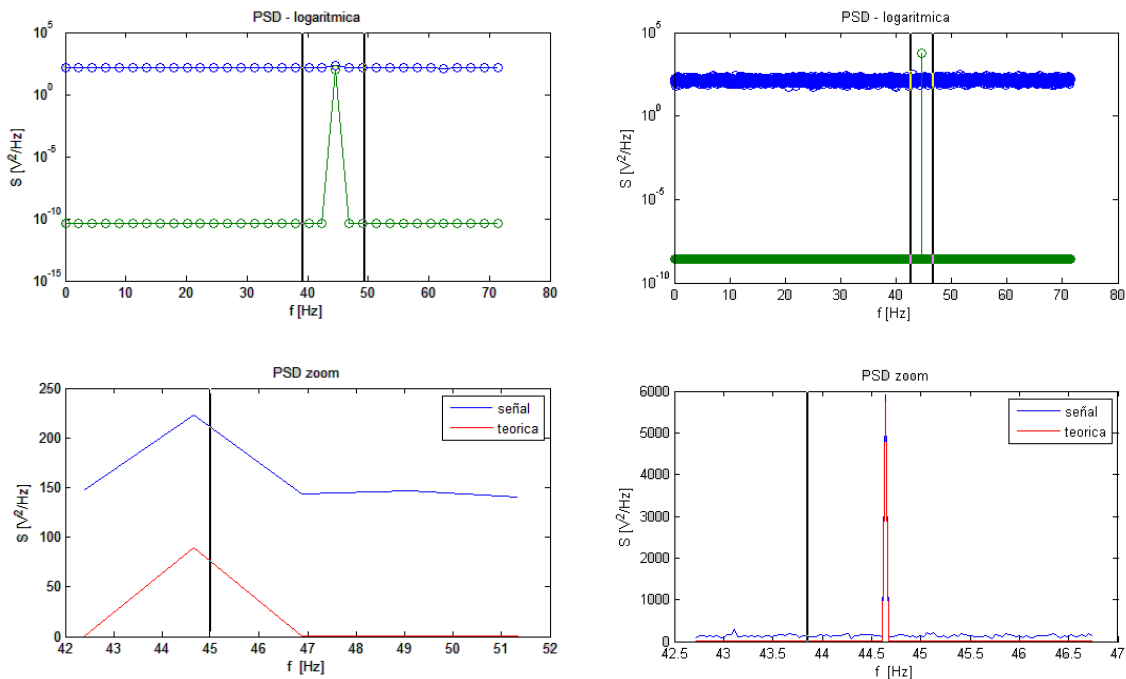 PSD - logaritmica
10^5
10^0
10^-5
10^-10
10^-15
S [V^2/Hz]
0 10 20 30 40 50 60 70 80
f [Hz]
PSD - logaritmica
10^5
10^0
10^-5
10^-10
S [V^2/Hz]
0 10 20 30 40 50 60 70 80
f [Hz]
PSD zoom
250
200
150
100
50
0
S [V^2/Hz]
señal
teorica
42 43 44 45 46 47 48 49 50 51 52
f [Hz]
PSD zoom
6000
5000
4000
3000
2000
1000
0
S [V^2/Hz]
señal
teorica
42.5 43 43.5 44 44.5 45 45.5 46 46.5 47
f [Hz]